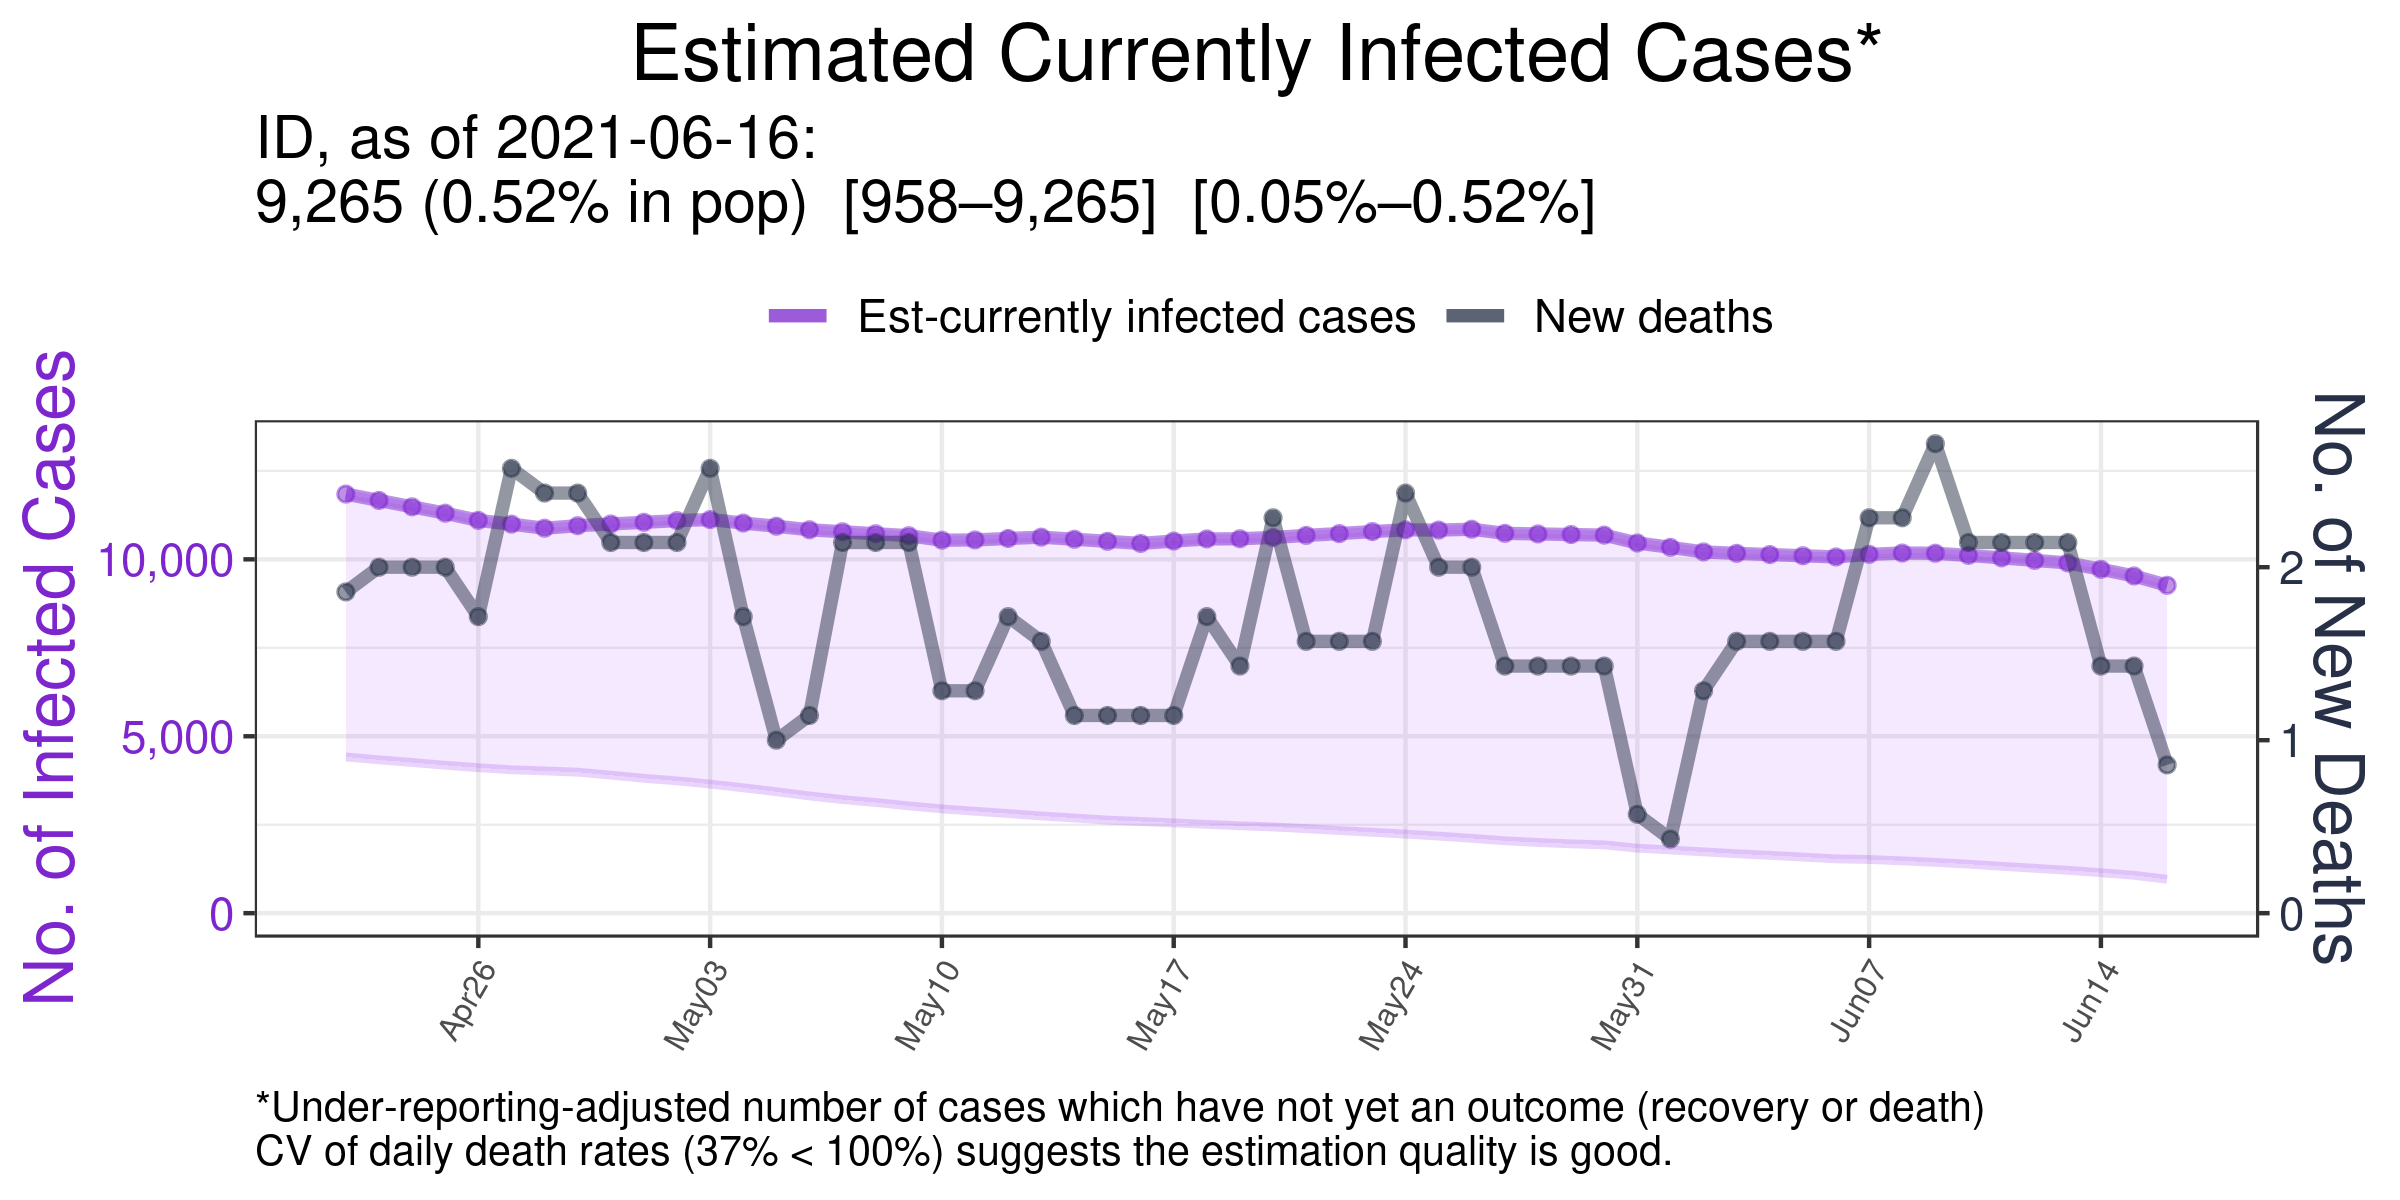 Estimated Currently Infected Cases*
ID, as of 2021-06-16:
9,265 (0.52% in pop)  [958–9,265]  [0.05%–0.52%]
Est-currently infected cases
New deaths
No. of Infected Cases
10,000
5,000
0
No. of New Deaths
2
1
0
Apr26
May03
May10
May17
May24
May31
Jun07
Jun14
*Under-reporting-adjusted number of cases which have not yet an outcome (recovery or death)
CV of daily death rates (37% < 100%) suggests the estimation quality is good.